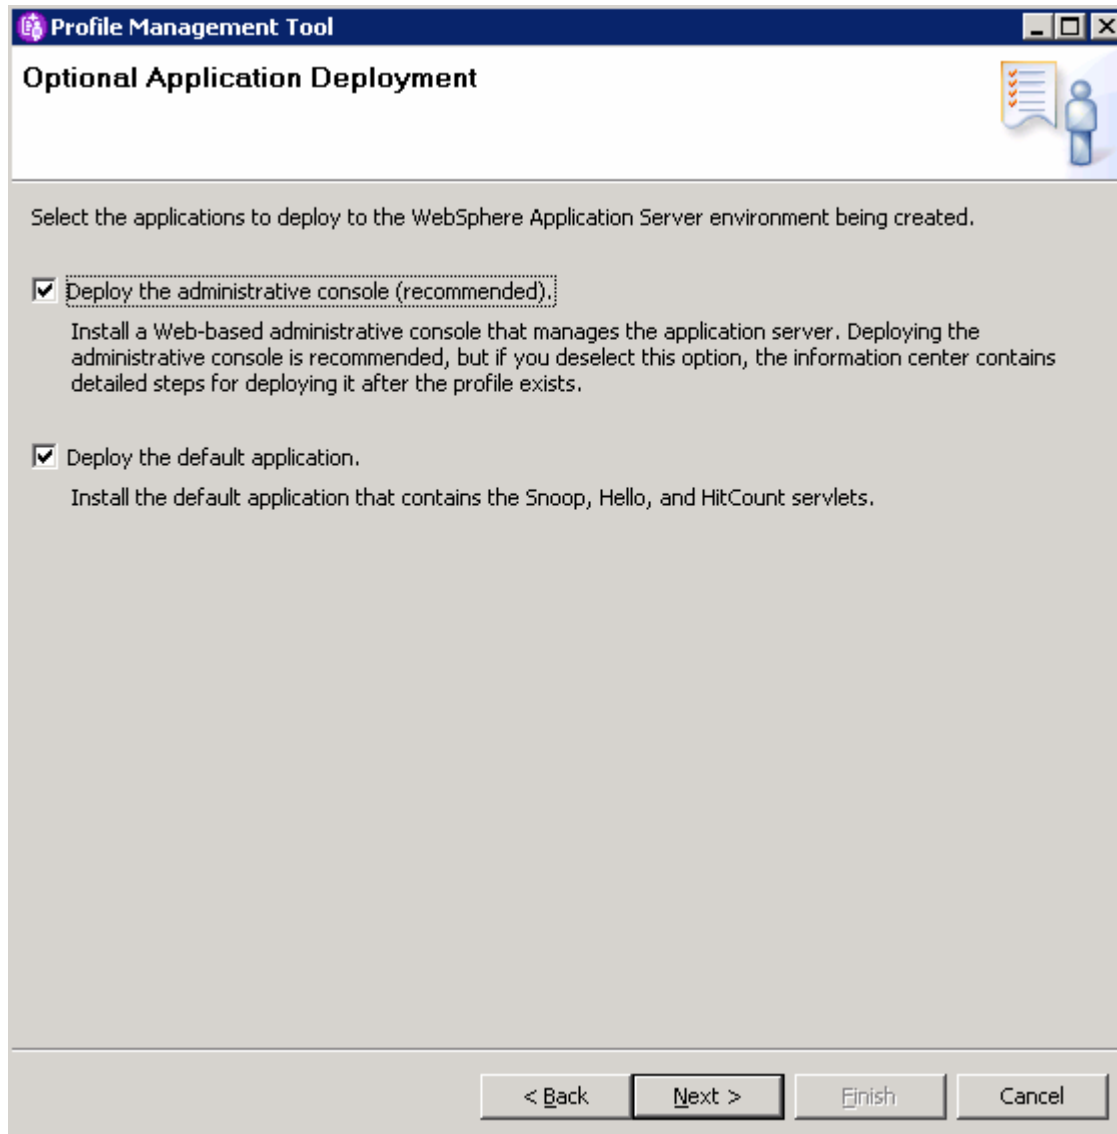 Profile Management Tool
Optional Application Deployment
Select the applications to deploy to the WebSphere Application Server environment being created.
Deploy the administrative console (recommended).
Install a Web-based administrative console that manages the application server. Deploying the
administrative console is recommended, but if you deselect this option, the information center contains
detailed steps for deploying it after the profile exists.
Deploy the default application.
Install the default application that contains the Snoop, Hello, and HitCount servlets.
< Back Next > Finish Cancel